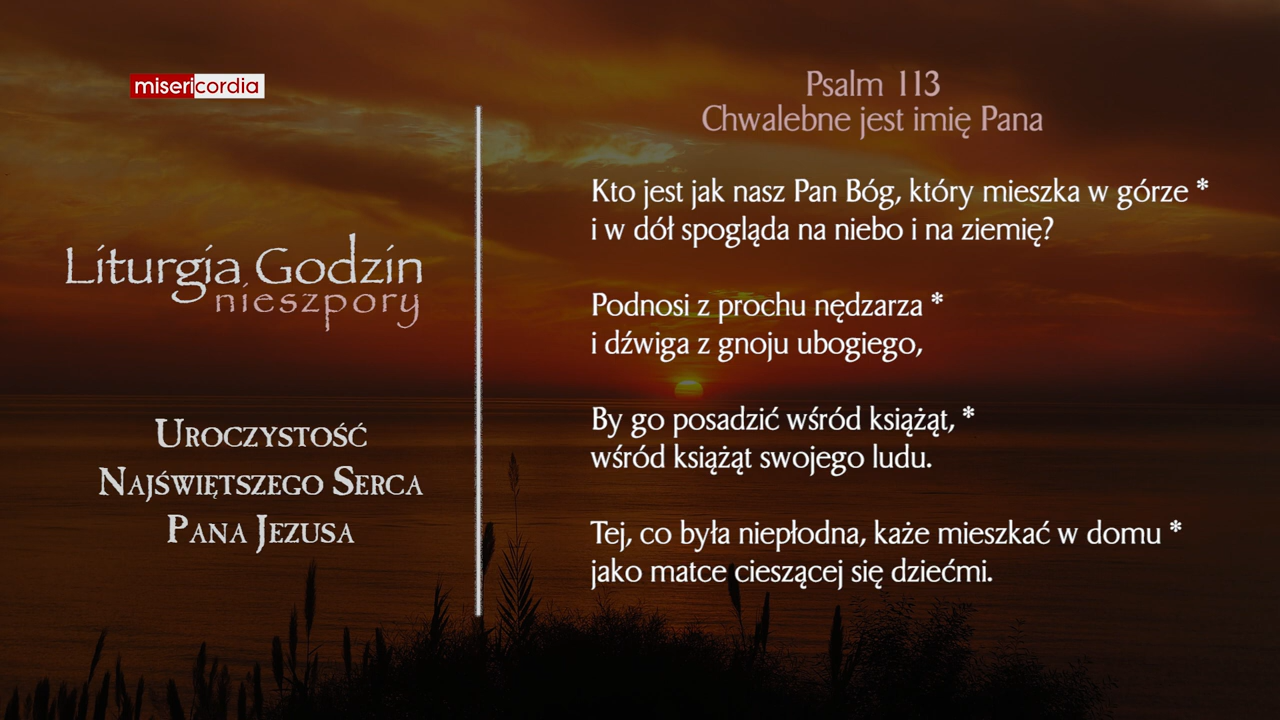 misericordia
Liturgia Godzin
nieszpory
Uroczystość
Najświętszego Serca
Pana Jezusa
Psalm 113
Chwalebne jest imię Pana
Kto jest jak nasz Pan Bóg, który mieszka w górze *
i w dół spogląda na niebo i na ziemię?
Podnosi z prochu nędzarza *
i dźwiga z gnoju ubogiego,
By go posadzić wśród książąt, *
wśród książąt swojego ludu.
Tej, co była niepłodna, każe mieszkać w domu *
jako matce cieszącej się dziećmi.